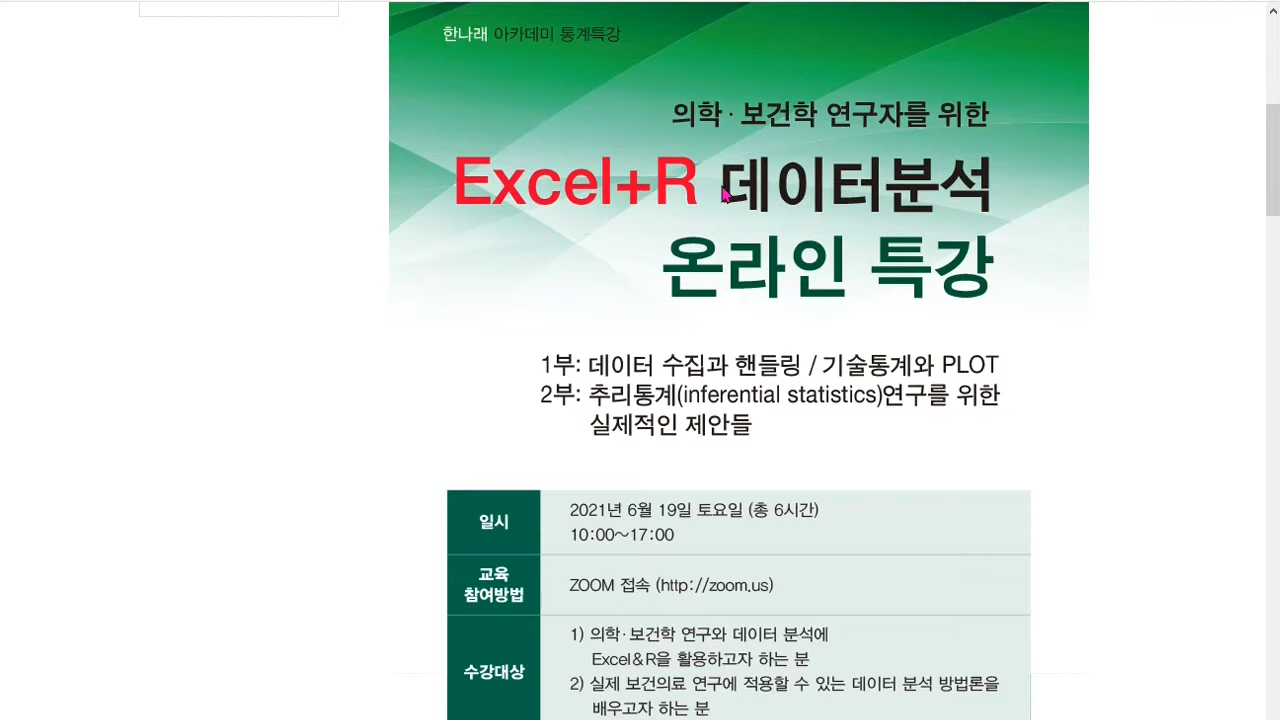 한나래 아카데미 통계특강
의학·보건학 연구자를 위한
Excel+R 데이터분석
온라인 특강
1부: 데이터 수집과 핸들링 / 기술통계와 PLOT
2부: 추리통계(inferential statistics)연구를 위한
실제적인 제안들
일시
2021년 6월 19일 토요일 (총 6시간)
10:00~17:00
교육
참여방법
ZOOM 접속 (http://zoom.us)
수강대상
1) 의학·보건학 연구와 데이터 분석에
Excel&R을 활용하고자 하는 분
2) 실제 보건의료 연구에 적용할 수 있는 데이터 분석 방법론을
배우고자 하는 분